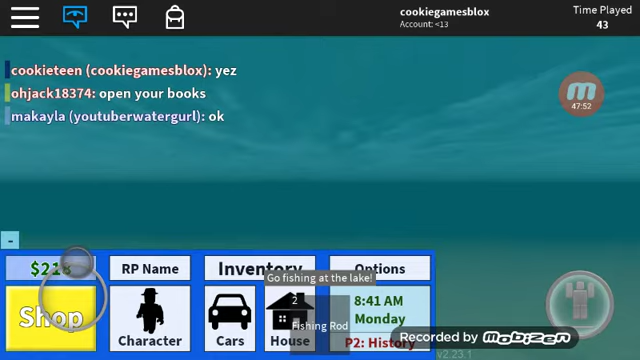 cookiegamesblox
Account: <13
Time Played
43
cookieteen (cookiegamesblox): yez
ohjack18374: open your books
makayla (youtuberwatergurl): ok
47:52
-
RP Name
Inventory
Options
Go fishing at the lake!
Shop
Character
Cars
House
2
Fishing Rod
8:41 AM
Monday
P2: History
Recorded by Mobizen
v2.23.1